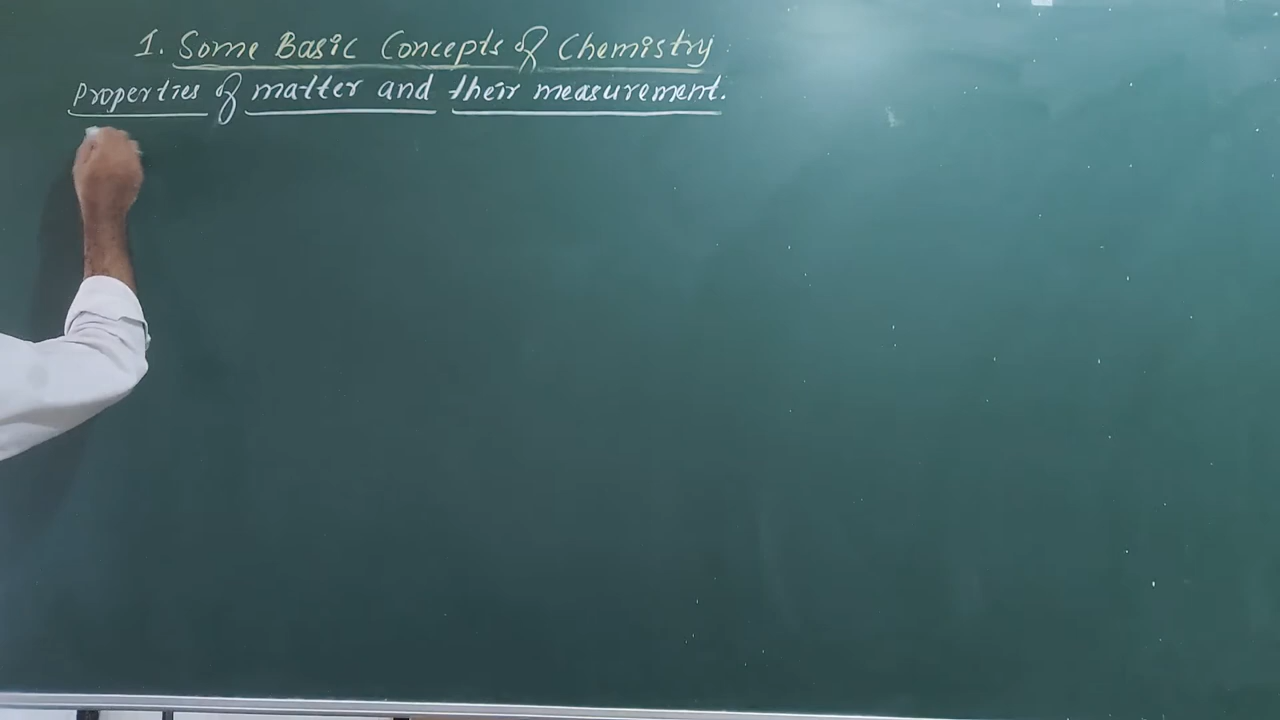 1. Some Basic Concepts of Chemistry
Properties of matter and their measurement.